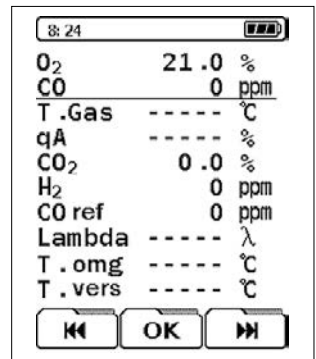 8: 24
O₂ 21 .0 %
CO 0 ppm
T .Gas - - - - - °C
qA - - - - - %
CO₂ 0 .0 %
H₂ 0 ppm
CO ref 0 ppm
Lambda - - - - - λ
T . omg - - - - - °C
T . vers - - - - - °C
OK